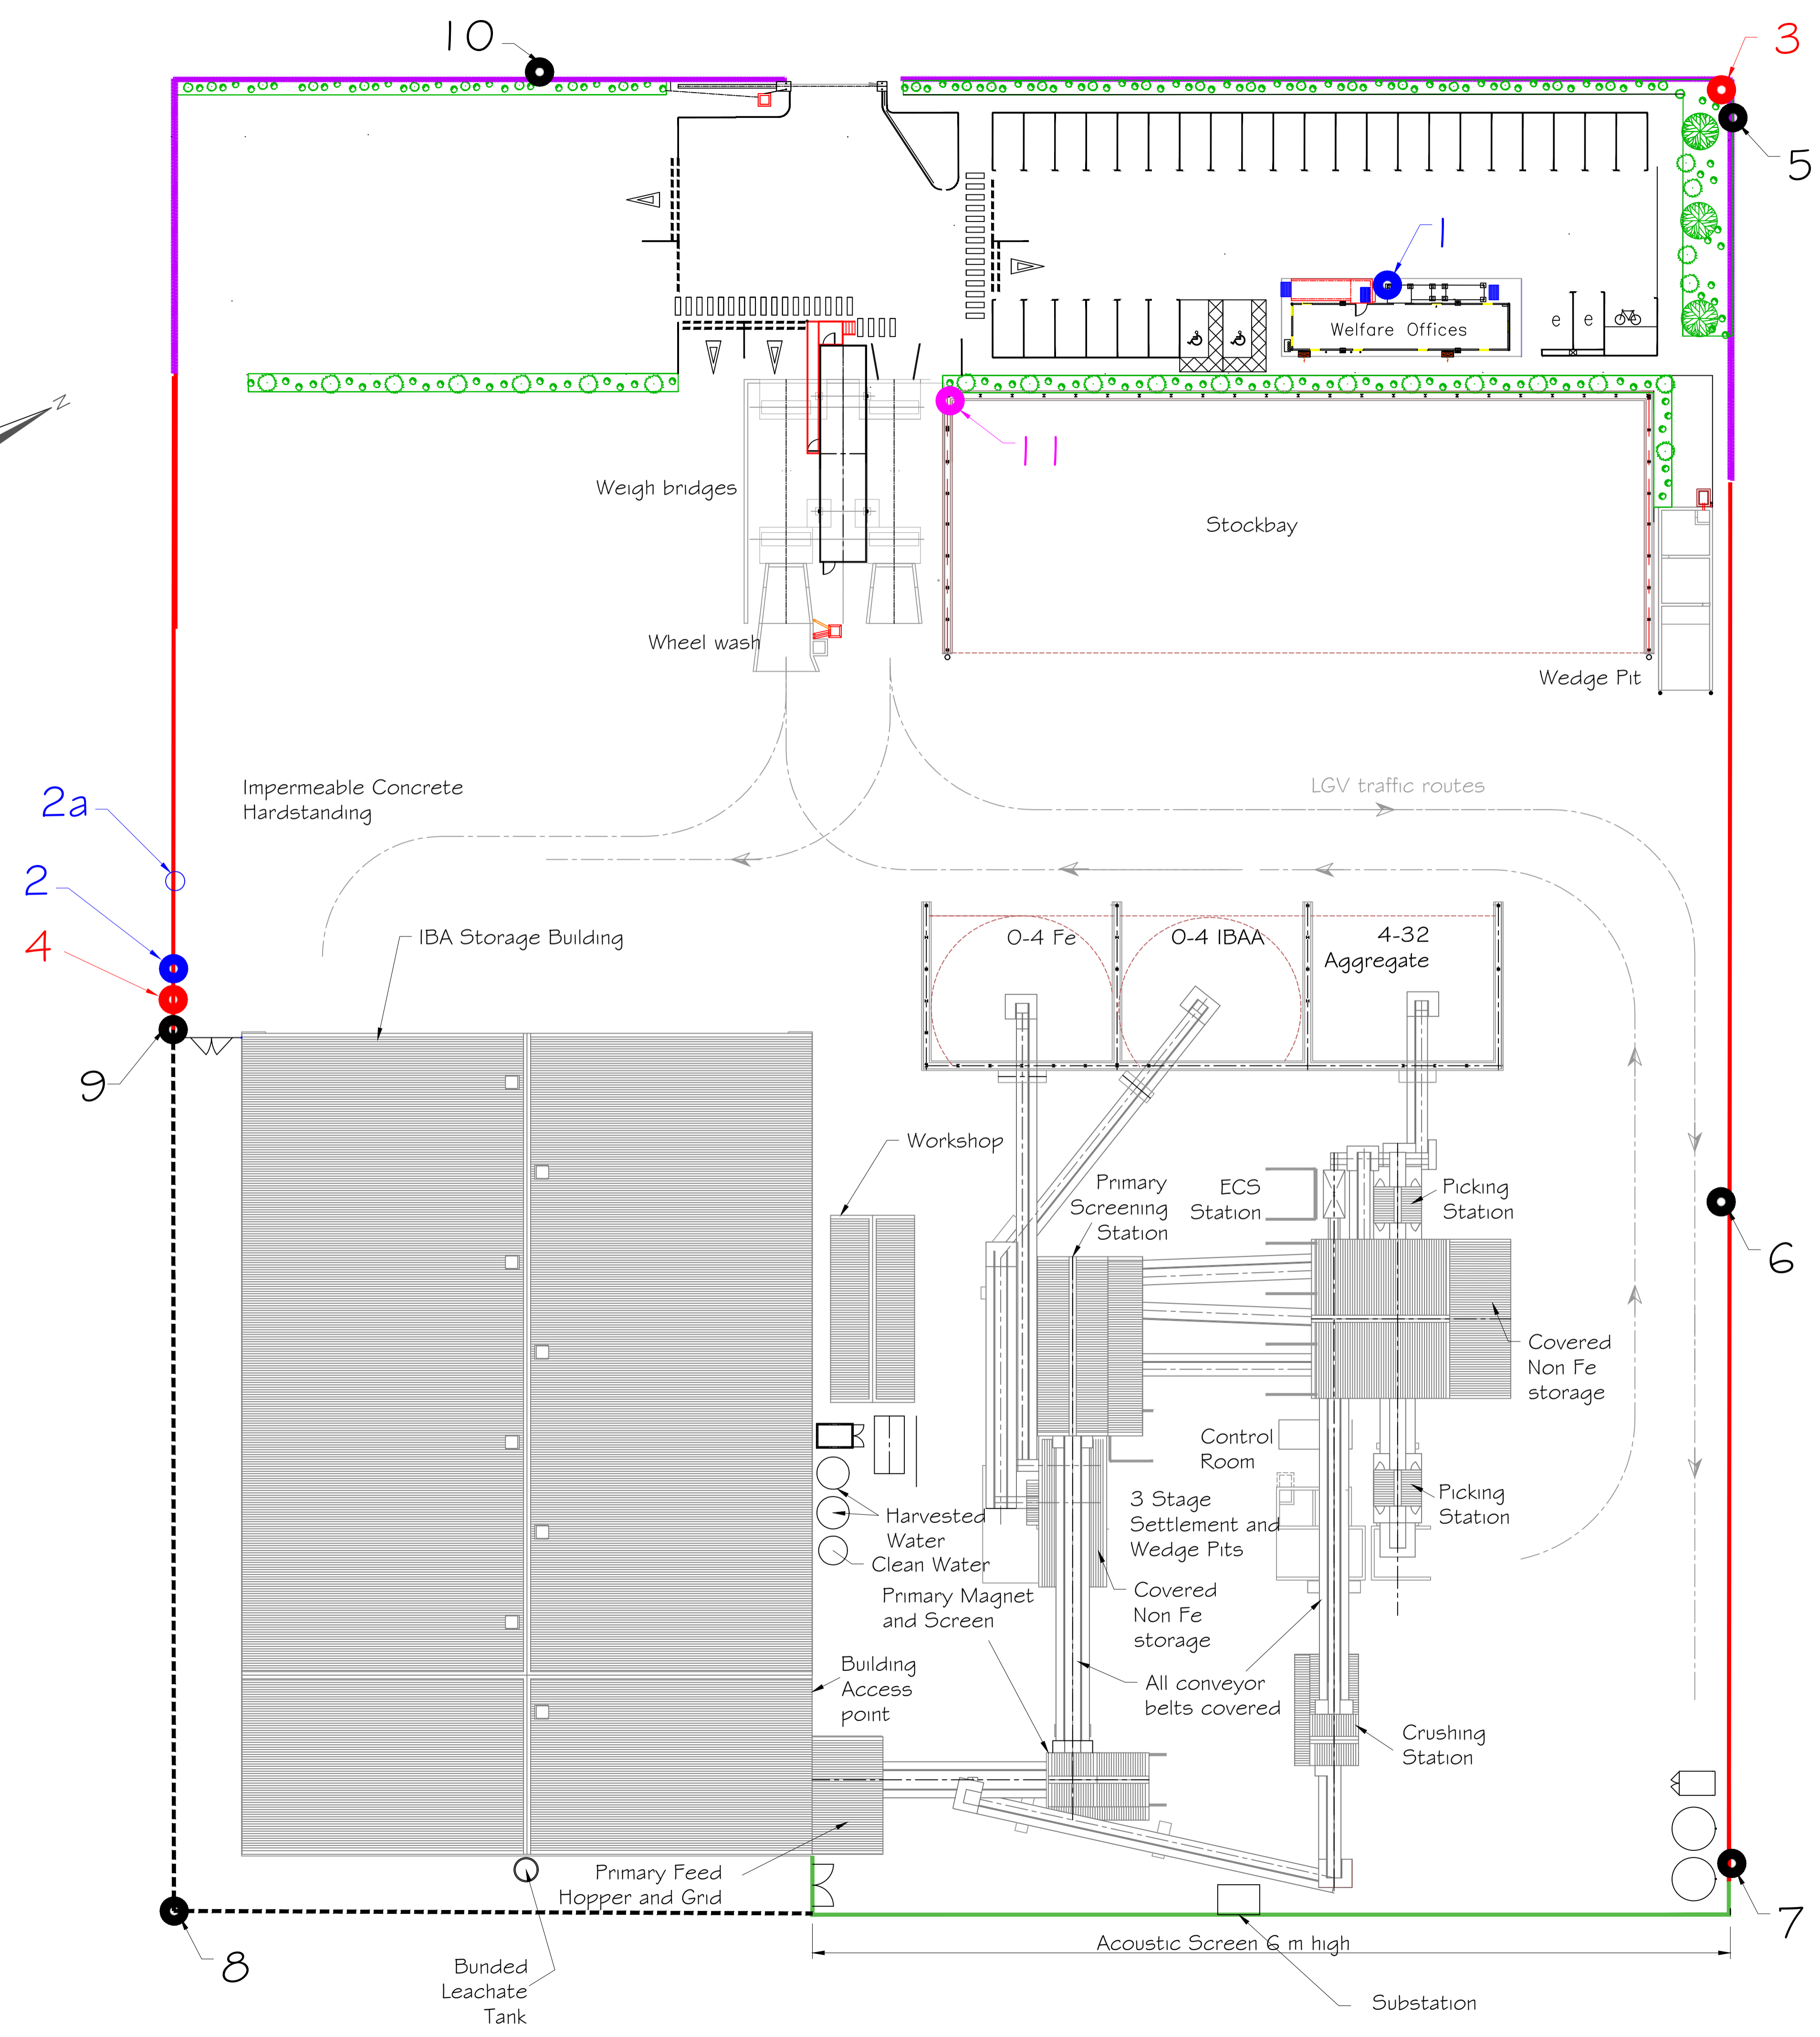 10
3
5
1
Welfare Offices
e e
N
11
Weigh bridges
Stockbay
Wheel wash
Wedge Pit
Impermeable Concrete
Hardstanding
LGV traffic routes
2a
2
4
9
IBA Storage Building
0-4 Fe
0-4 IBAA
4-32
Aggregate
Workshop
Primary
Screening
Station
ECS
Station
Picking
Station
6
Covered
Non Fe
storage
Control
Room
Picking
Station
3 Stage
Settlement and
Wedge Pits
Harvested
Water
Clean Water
Primary Magnet
and Screen
Covered
Non Fe
storage
Building
Access
point
All conveyor
belts covered
Crushing
Station
Primary Feed
Hopper and Grid
7
8
Acoustic Screen 6 m high
Bunded
Leachate
Tank
Substation